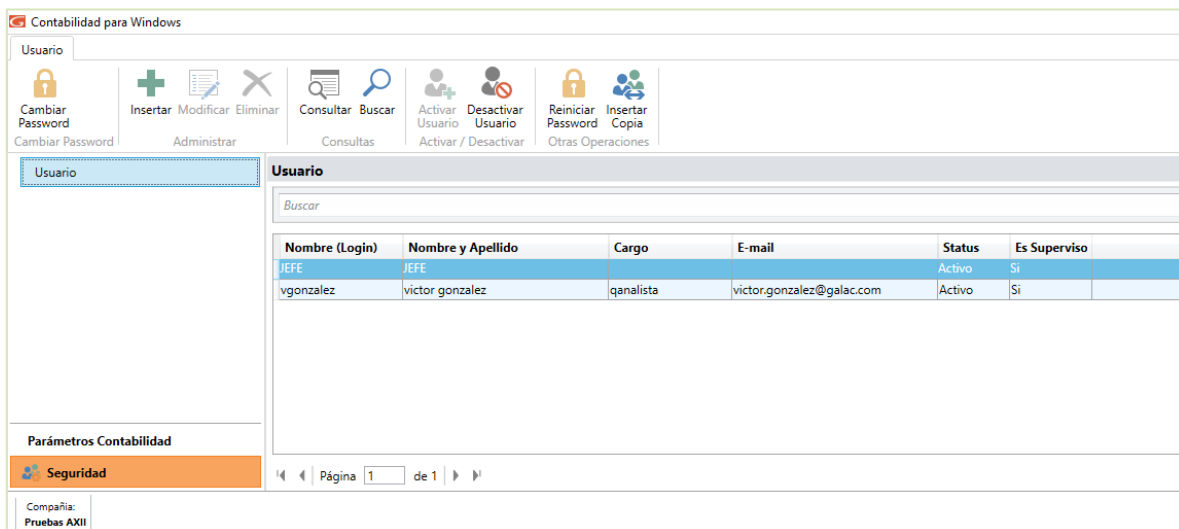 Contabilidad para Windows
Usuario
Cambiar Password
Insertar Modificar Eliminar
Consultar Buscar
Activar Usuario
Desactivar Usuario
Reiniciar Password
Insertar Copia
Cambiar Password Administrar Consultas Activar / Desactivar Otras Operaciones
Usuario
Parámetros Contabilidad
Seguridad
Usuario
Buscar
Nombre (Login) Nombre y Apellido Cargo E-mail Status Es Superviso
JEFE JEFE Activo Si
vgonzalez victor gonzalez qanalista victor.gonzalez@galac.com Activo Si
Página 1 de 1
Compañia:
Pruebas AXII